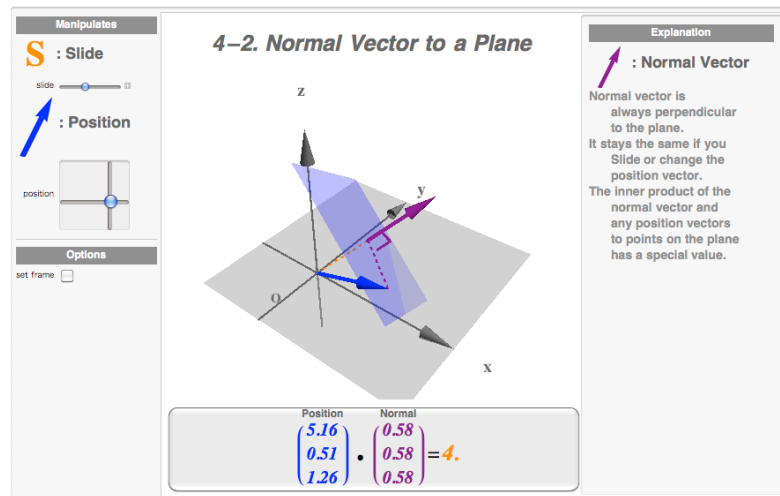 Manipulates
S : Slide
slide
: Position
position
Options
set frame
4–2. Normal Vector to a Plane
z
y
O
x
Position Normal
5.16 0.58
0.51 • 0.58 = 4.
1.26 0.58
Explanation
: Normal Vector
Normal vector is
always perpendicular
to the plane.
It stays the same if you
Slide or change the
position vector.
The inner product of the
normal vector and
any position vectors
to points on the plane
has a special value.